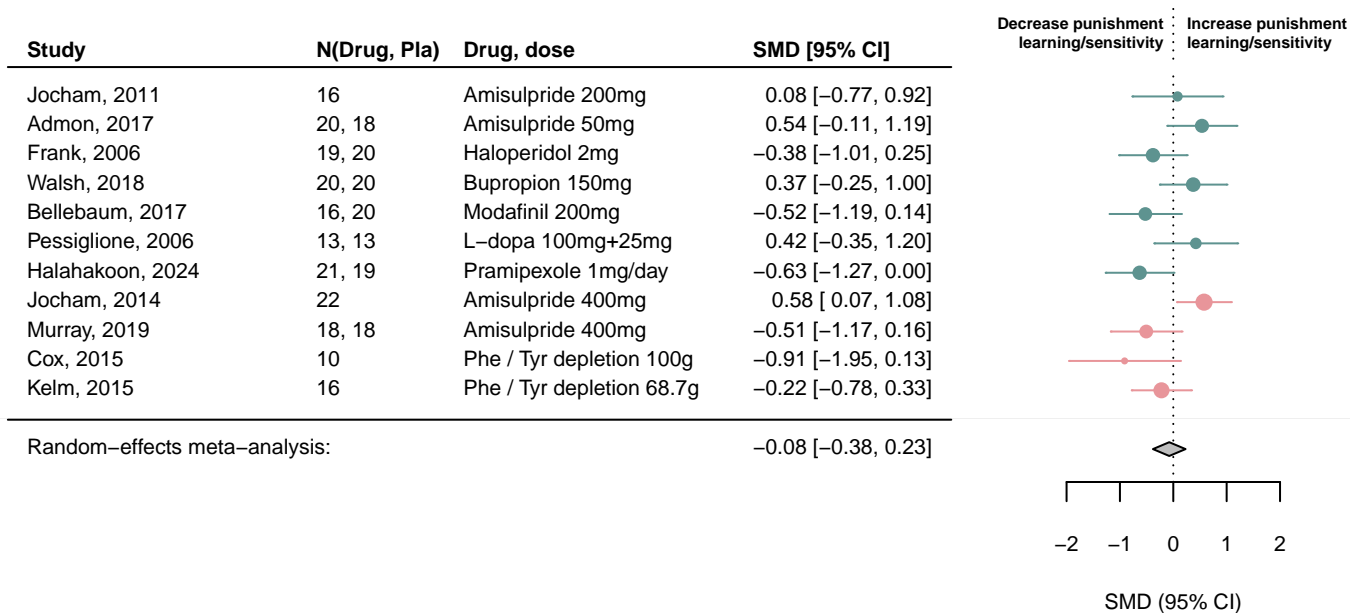 Decrease punishment learning/sensitivity
Increase punishment learning/sensitivity
Study N(Drug, Pla) Drug, dose SMD [95% CI]
Jocham, 2011 16 Amisulpride 200mg 0.08 [−0.77, 0.92]
Admon, 2017 20, 18 Amisulpride 50mg 0.54 [−0.11, 1.19]
Frank, 2006 19, 20 Haloperidol 2mg −0.38 [−1.01, 0.25]
Walsh, 2018 20, 20 Bupropion 150mg 0.37 [−0.25, 1.00]
Bellebaum, 2017 16, 20 Modafinil 200mg −0.52 [−1.19, 0.14]
Pessiglione, 2006 13, 13 L−dopa 100mg+25mg 0.42 [−0.35, 1.20]
Halahakoon, 2024 21, 19 Pramipexole 1mg/day −0.63 [−1.27, 0.00]
Jocham, 2014 22 Amisulpride 400mg 0.58 [ 0.07, 1.08]
Murray, 2019 18, 18 Amisulpride 400mg −0.51 [−1.17, 0.16]
Cox, 2015 10 Phe / Tyr depletion 100g −0.91 [−1.95, 0.13]
Kelm, 2015 16 Phe / Tyr depletion 68.7g −0.22 [−0.78, 0.33]
Random−effects meta−analysis: −0.08 [−0.38, 0.23]
−2 −1 0 1 2
SMD (95% CI)